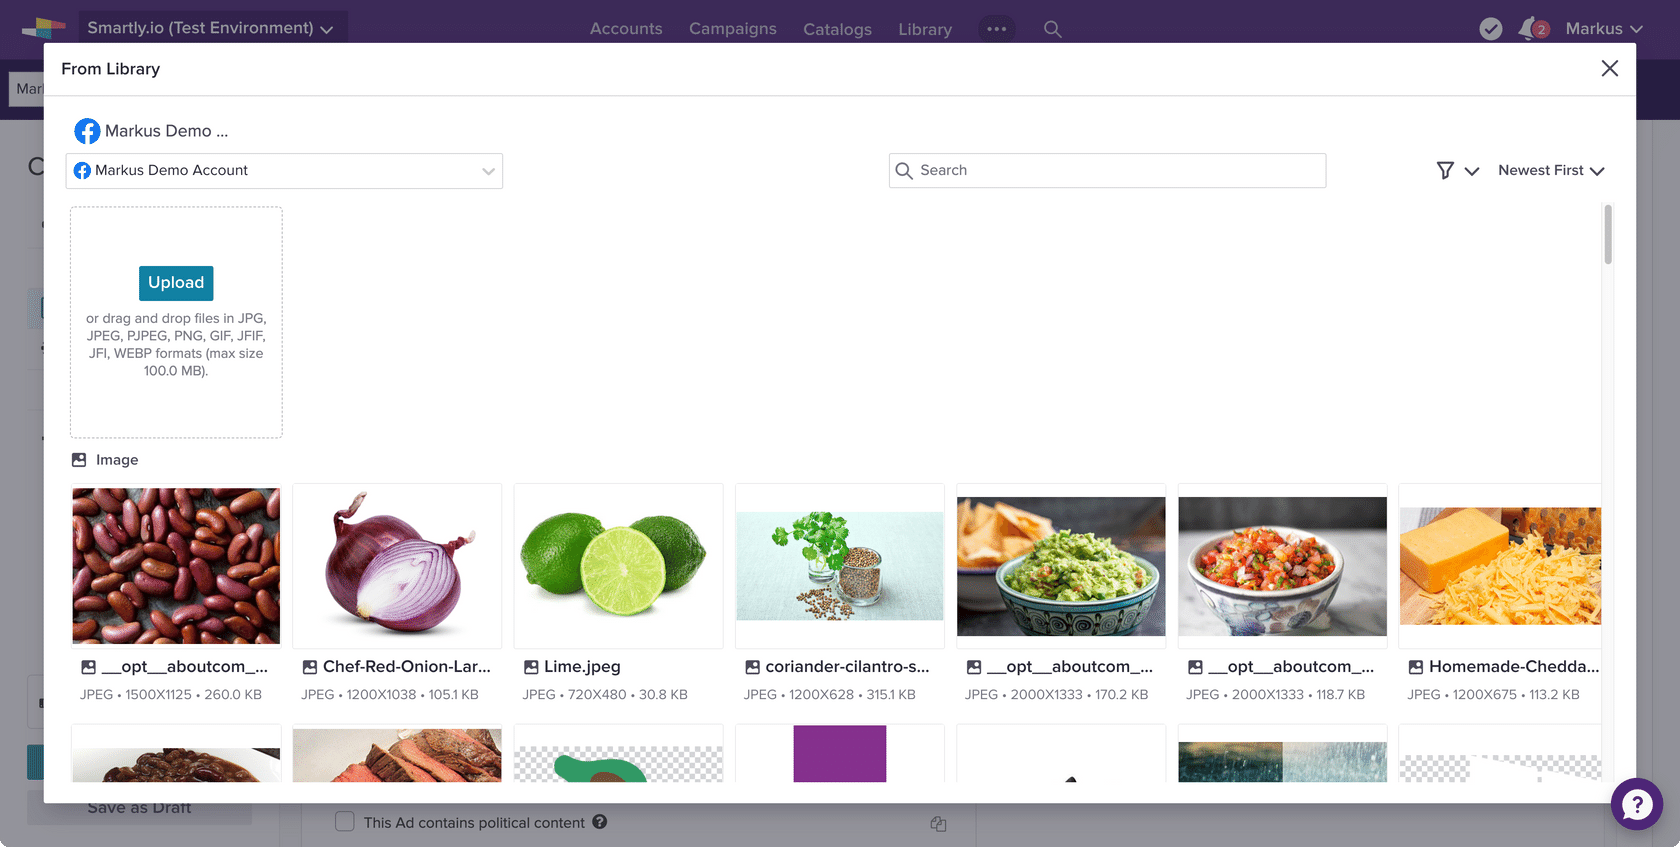 Smartly.io (Test Environment)
Accounts
Campaigns
Catalogs
Library
2
Markus
From Library
Markus Demo ...
Markus Demo Account
Search
Newest First
Upload
or drag and drop files in JPG,
JPEG, PJPEG, PNG, GIF, JFIF,
JFI, WEBP formats (max size
100.0 MB).
Image
__opt__aboutcom_...
JPEG • 1500X1125 • 260.0 KB
Chef-Red-Onion-Lar...
JPEG • 1200X1038 • 105.1 KB
Lime.jpeg
JPEG • 720X480 • 30.8 KB
coriander-cilantro-s...
JPEG • 1200X628 • 315.1 KB
__opt__aboutcom_...
JPEG • 2000X1333 • 170.2 KB
__opt__aboutcom_...
JPEG • 2000X1333 • 118.7 KB
Homemade-Chedda...
JPEG • 1200X675 • 113.2 KB
Save as Draft
This Ad contains political content ?
?